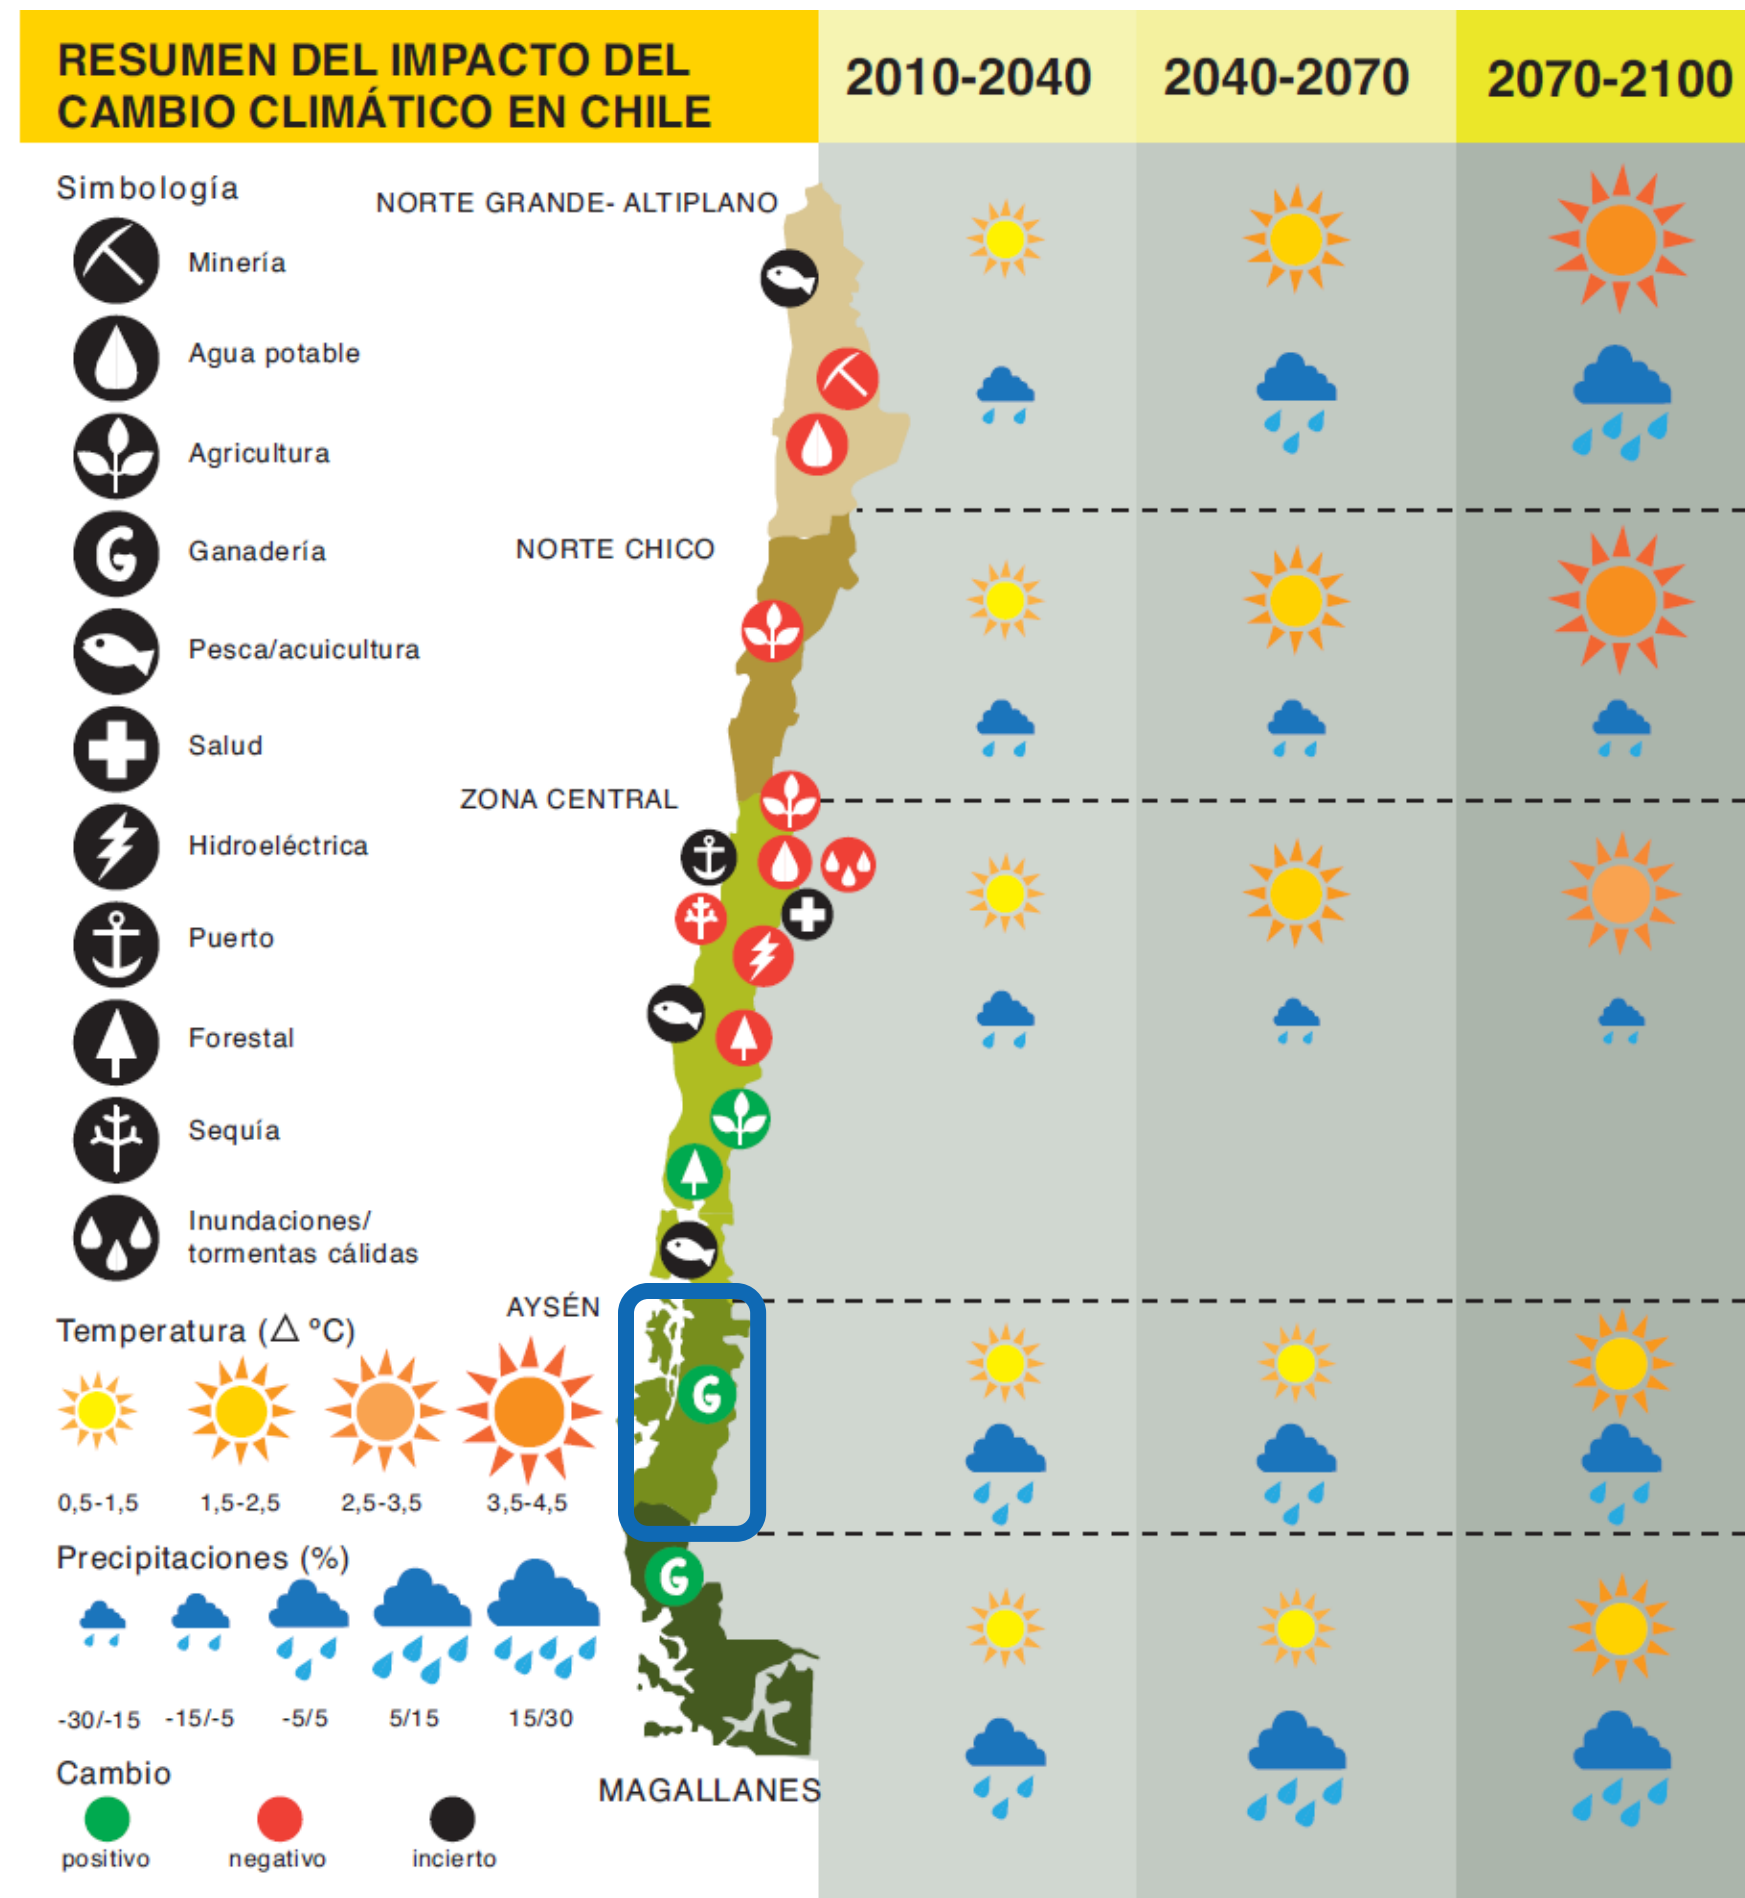 RESUMEN DEL IMPACTO DEL
CAMBIO CLIMÁTICO EN CHILE
2010-2040
2040-2070
2070-2100
Simbología
Minería
Agua potable
Agricultura
Ganadería
Pesca/acuicultura
Salud
Hidroeléctrica
Puerto
Forestal
Sequía
Inundaciones/
tormentas cálidas
NORTE GRANDE- ALTIPLANO
NORTE CHICO
ZONA CENTRAL
AYSÉN
MAGALLANES
G
G
G
Temperatura (△ ºC)
0,5-1,5
1,5-2,5
2,5-3,5
3,5-4,5
Precipitaciones (%)
-30/-15
-15/-5
-5/5
5/15
15/30
Cambio
positivo
negativo
incierto